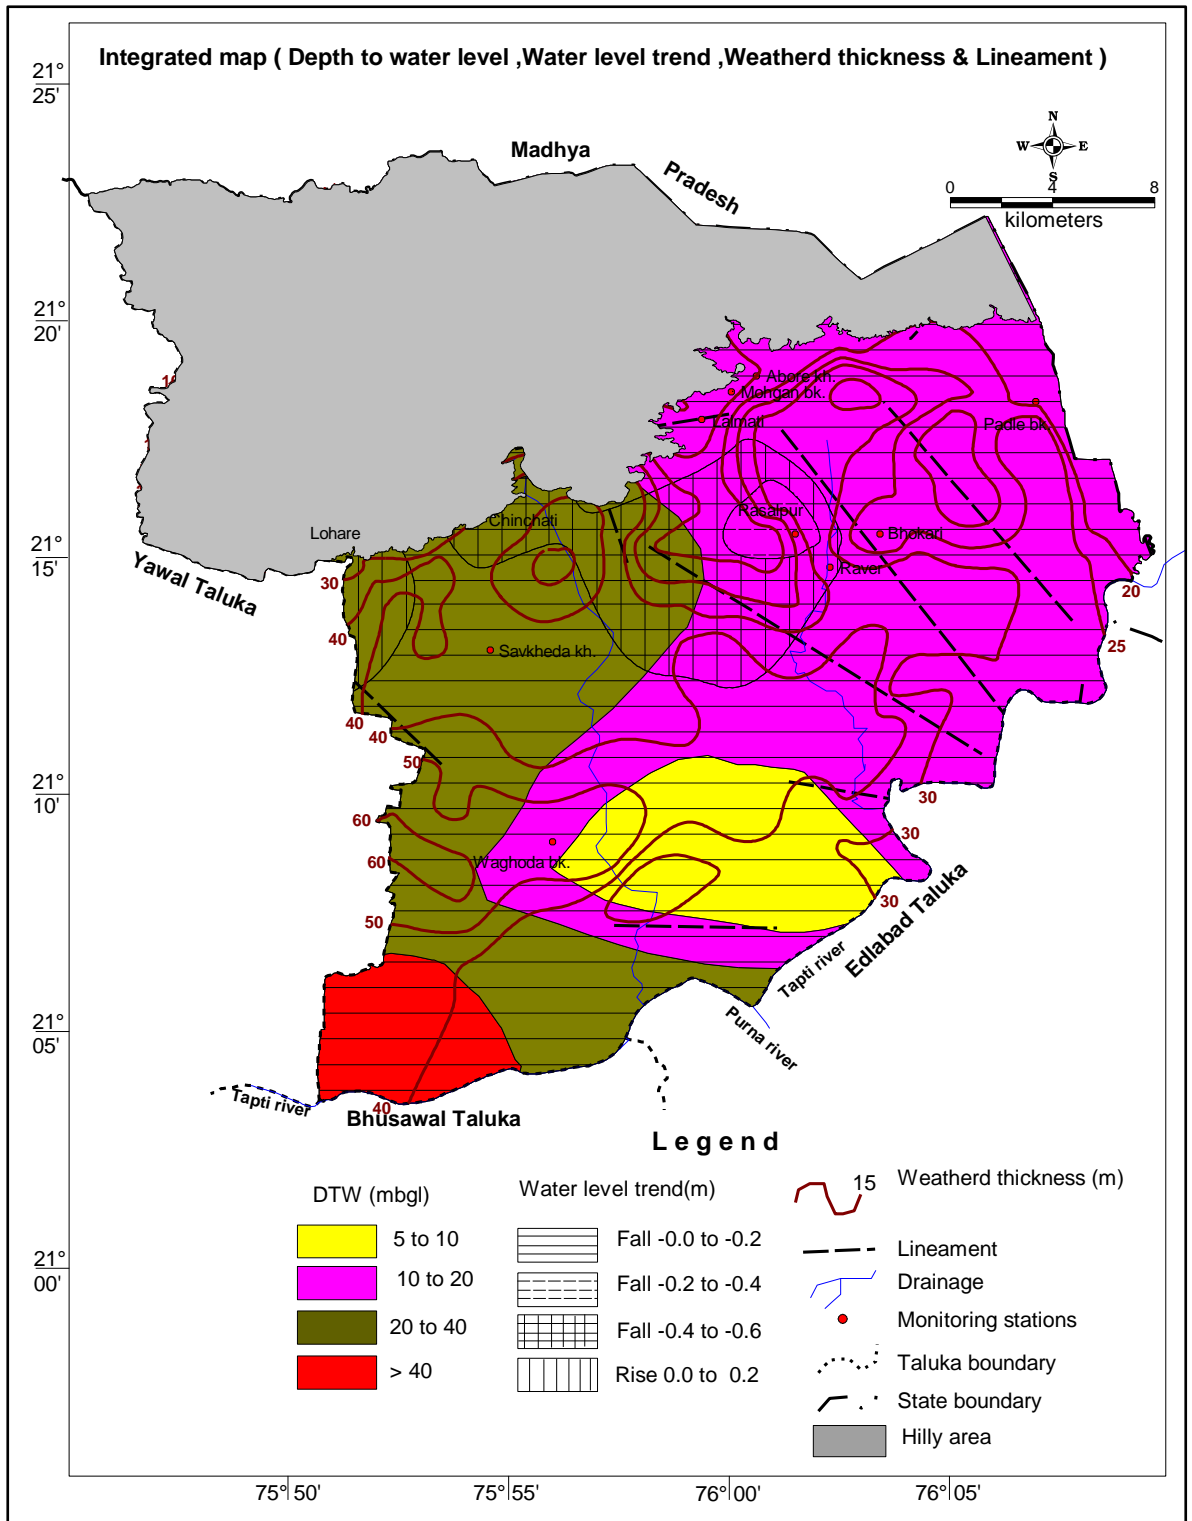 Integrated map ( Depth to water level ,Water level trend ,Weatherd thickness & Lineament )
21°
25'
Madhya
Pradesh
N
W E
S
0 4 8
kilometers
21°
20'
Abore kh.
Mohgan bk.
Lalmati
Padle bk.
Rasalpur
Chinchati
Lohare
Bhokari
21°
15'
Raver
Yawal Taluka
30
20
40
25
Savkheda kh.
40
40
50
21°
10'
30
60
30
60
Waghoda bk.
30
50
Edlabad Taluka
Tapti river
Purna river
21°
05'
Tapti river
40
Bhusawal Taluka
Legend
DTW (mbgl)
5 to 10
10 to 20
20 to 40
> 40
Water level trend(m)
Fall -0.0 to -0.2
Fall -0.2 to -0.4
Fall -0.4 to -0.6
Rise 0.0 to 0.2
15
Weatherd thickness (m)
Lineament
Drainage
Monitoring stations
Taluka boundary
State boundary
Hilly area
21°
00'
75°50' 75°55' 76°00' 76°05'